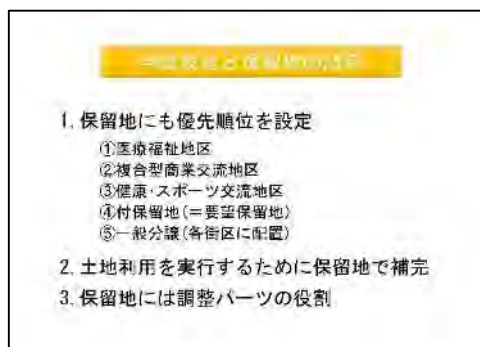 1. 保留地にも優先順位を設定
①医療福祉地区
②複合型商業交流地区
③健康・スポーツ交流地区
④付保留地(=要望保留地)
⑤一般分譲(各街区に配置)
2. 土地利用を実行するために保留地で補完
3. 保留地には調整パーツの役割